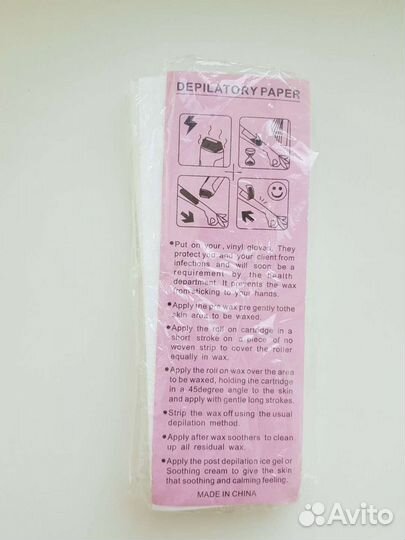 DEPILATORY PAPER
●Put on your, vinyl gloves. They
protect you and your client from
infections and will soon be a
requirement by the health
department. It prevents the wax
from sticking to your hands.
●Apply the pre wax pre gently tothe
skin area to be waxed.
●Apply the roll on cartridge in a
short stroke on a piece of no
woven strip to cover the roller
equally in wax.
●Apply the roll on wax over the area
to be waxed, holding the cartridge
in a 45degree angle to the skin
and apply with gentle long strokes.
●Strip the wax off using the usual
depilation method.
●Apply after wax soothers to clean
up all residual wax.
●Apply the post depilation ice gel or
Soothing cream to give the skin
that soothing and calming feeling.
MADE IN CHINA
Avito